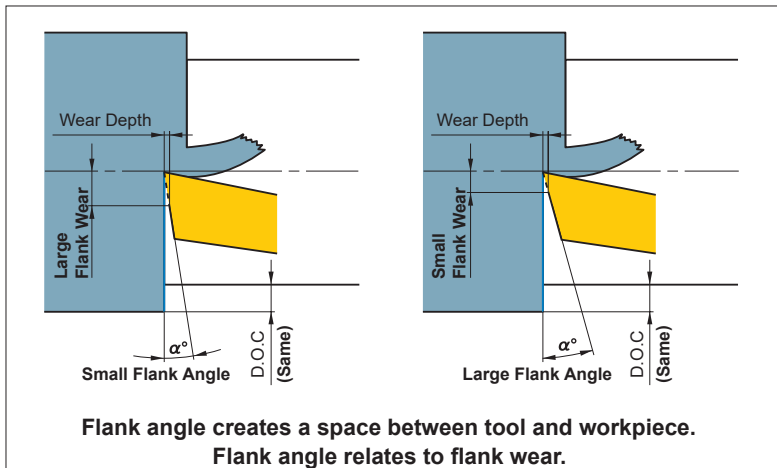 Wear Depth
Large
Flank Wear
α°
Small Flank Angle
D.O.C
(Same)
Wear Depth
Small
Flank Wear
α°
Large Flank Angle
D.O.C
(Same)
Flank angle creates a space between tool and workpiece.
Flank angle relates to flank wear.